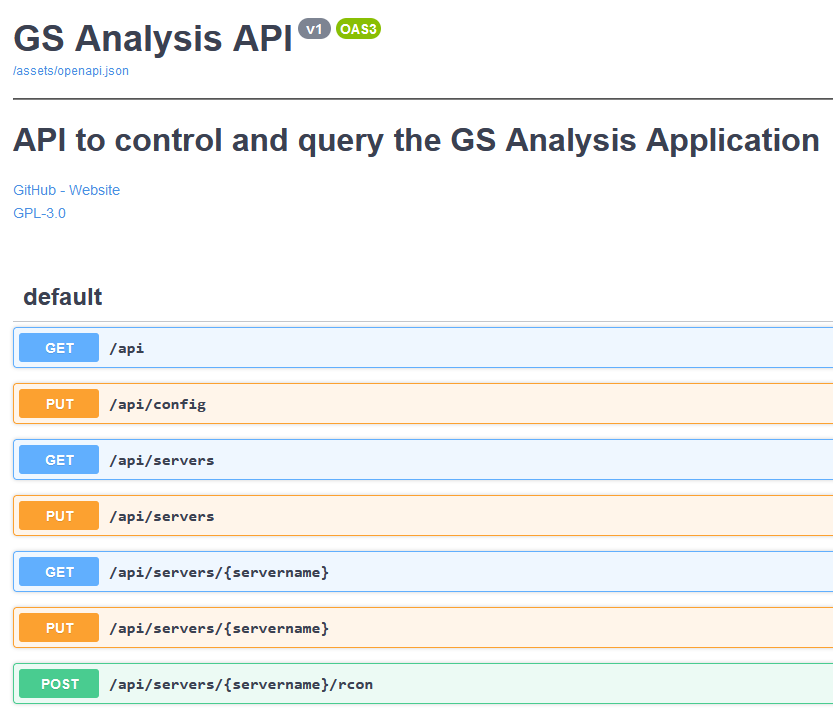 GS Analysis API v1 OAS3
/assets/openapi.json
API to control and query the GS Analysis Application
GitHub - Website
GPL-3.0
default
GET /api
PUT /api/config
GET /api/servers
PUT /api/servers
GET /api/servers/{servername}
PUT /api/servers/{servername}
POST /api/servers/{servername}/rcon